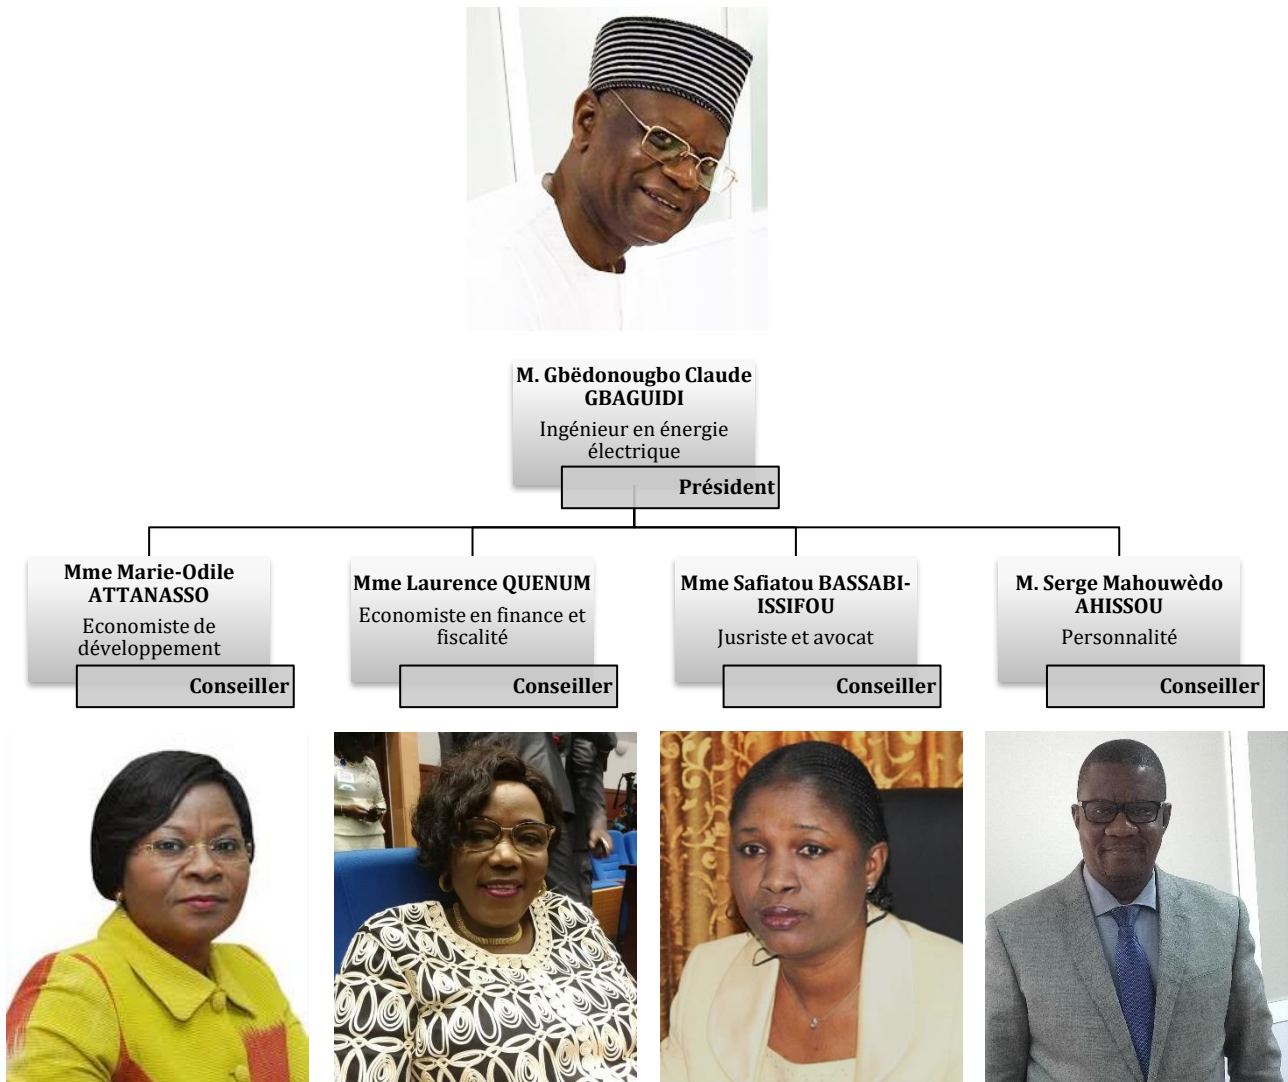 M. Gbëdonougbo Claude
GBAGUIDI
Ingénieur en énergie
électrique
Président
Mme Marie-Odile
ATTANASSO
Economiste de
développement
Conseiller
Mme Laurence QUENUM
Economiste en finance et
fiscalité
Conseiller
Mme Safiatou BASSABI-
ISSIFOU
Jusriste et avocat
Conseiller
M. Serge Mahouwèdo
AHISSOU
Personnalité
Conseiller